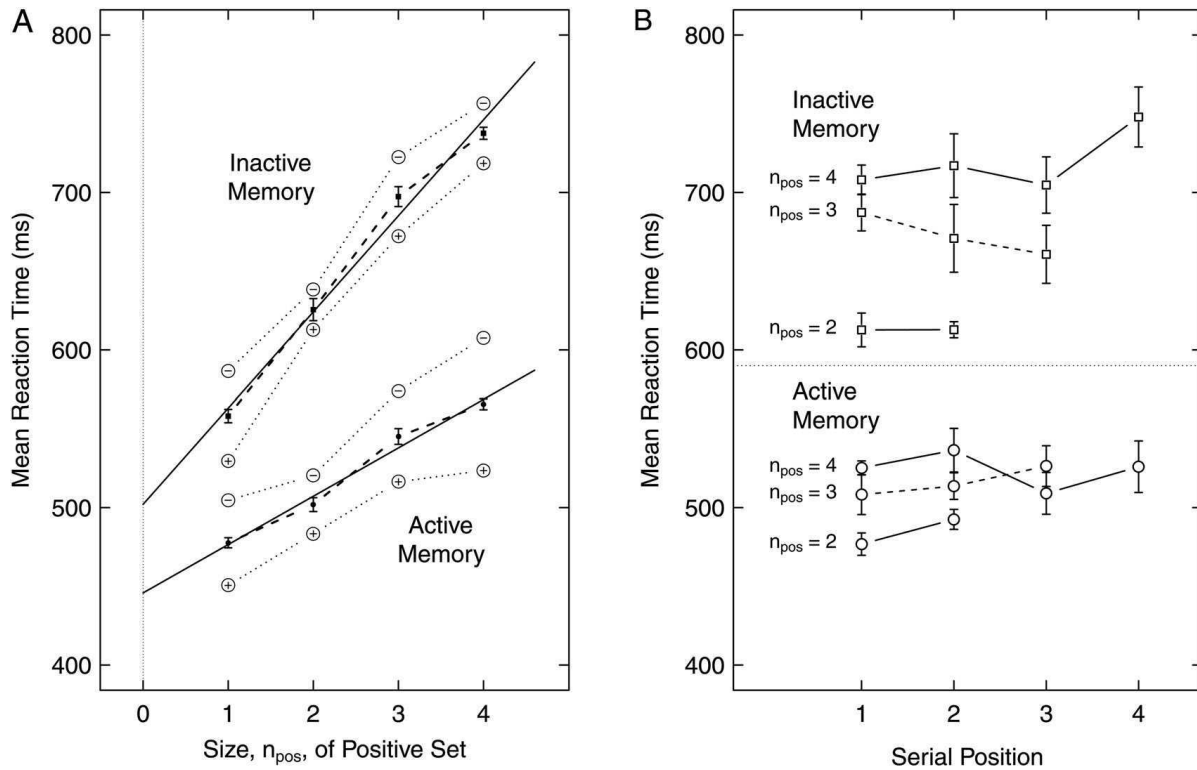 A
800
700
600
500
400
Mean Reaction Time (ms)
Inactive
Memory
Active
Memory
0 1 2 3 4
Size, npos, of Positive Set
B
800
700
600
500
400
Mean Reaction Time (ms)
Inactive
Memory
npos = 4
npos = 3
npos = 2
Active
Memory
npos = 4
npos = 3
npos = 2
1 2 3 4
Serial Position